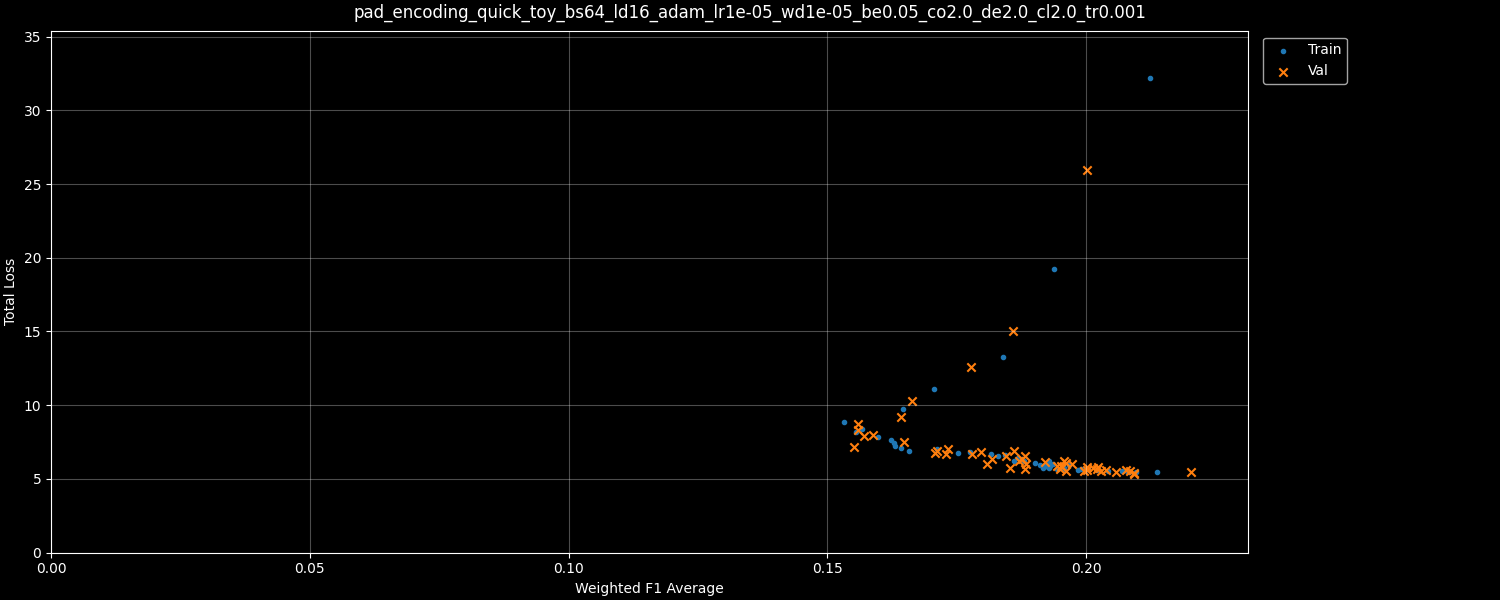 pad_encoding_quick_toy_bs64_ld16_adam_lr1e-05_wd1e-05_be0.05_co2.0_de2.0_cl2.0_tr0.001
Train
Val
35
30
25
20
15
10
5
0
Total Loss
0.00 0.05 0.10 0.15 0.20
Weighted F1 Average